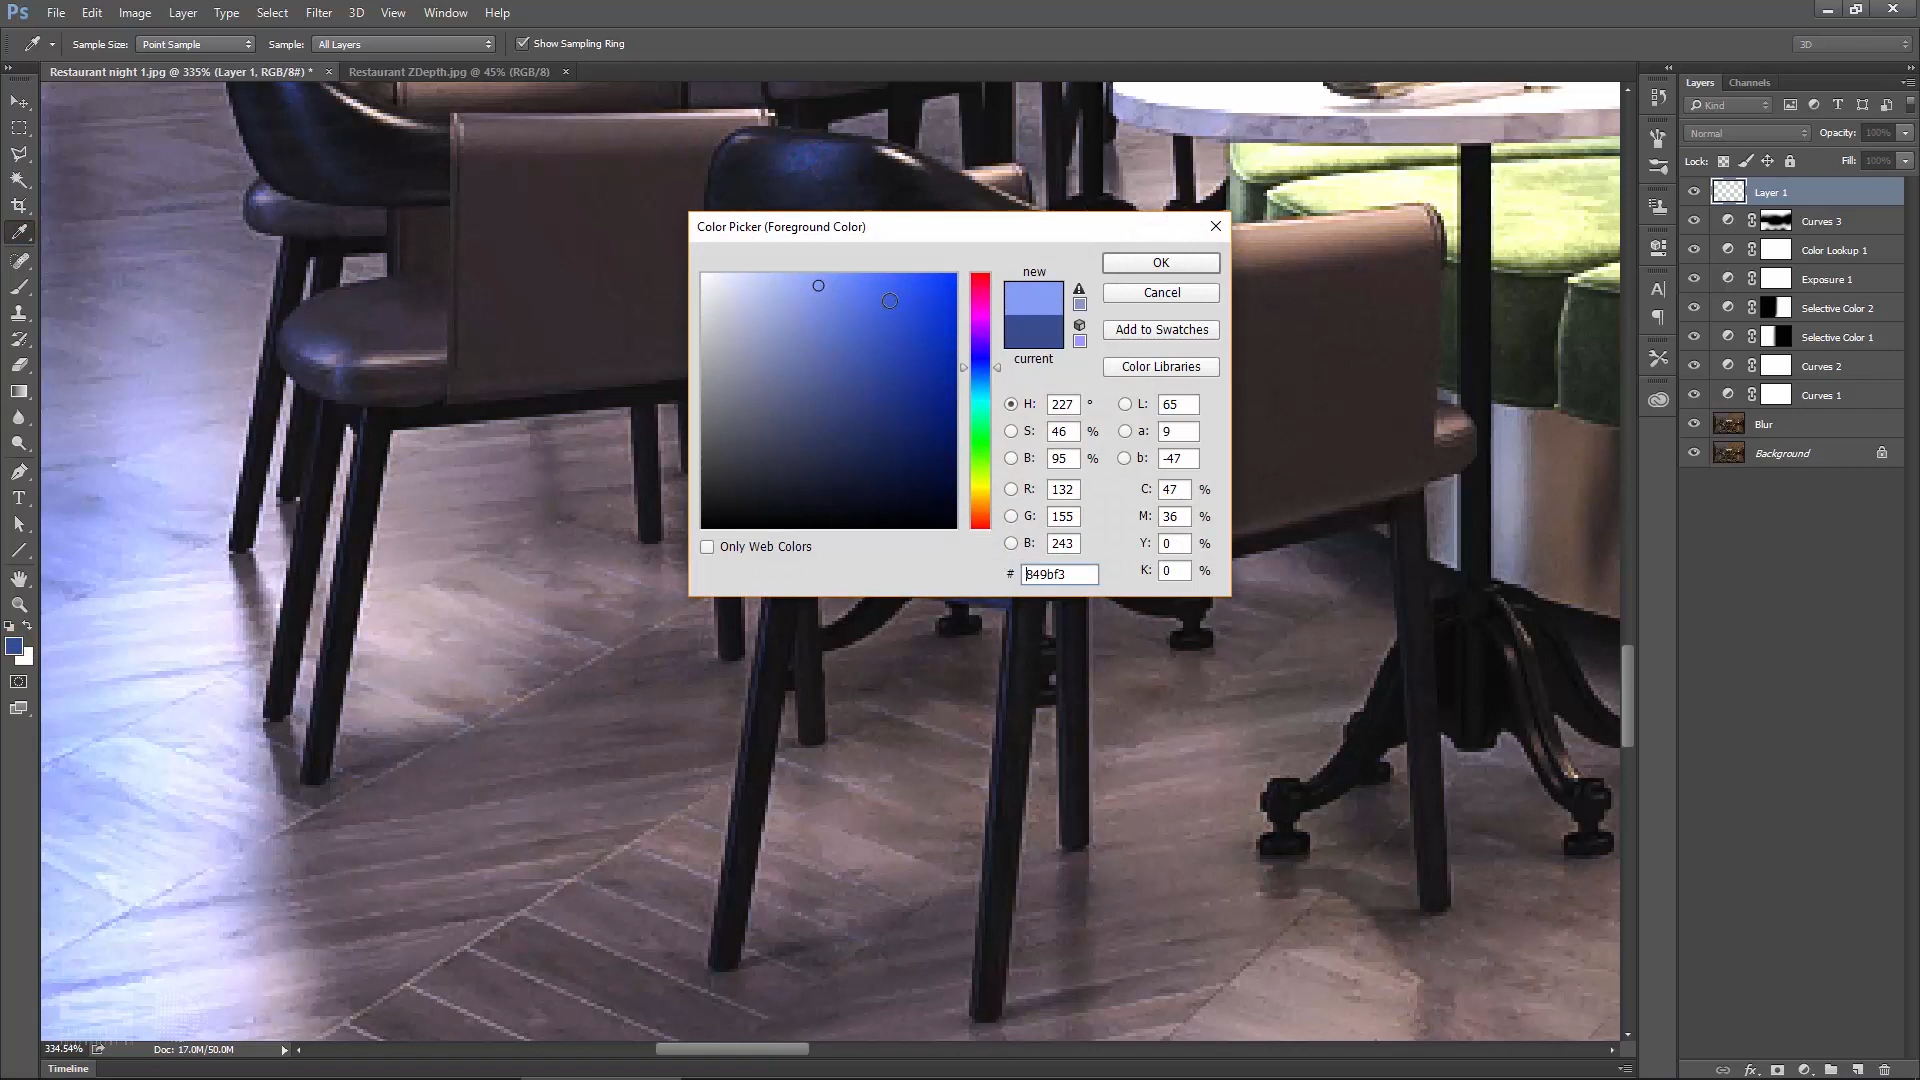 Ps File Edit Image Layer Type Select Filter 3D View Window Help
Sample Size: Point Sample Sample: All Layers Show Sampling Ring 3D
Restaurant night 1.jpg @ 335% (Layer 1, RGB/8#) * × Restaurant ZDepth.jpg @ 45% (RGB/8) ×
Layers Channels
Kind
Normal Opacity: 100%
Lock: Fill: 100%
Layer 1
Curves 3
Color Lookup 1
Exposure 1
Selective Color 2
Selective Color 1
Curves 2
Curves 1
Blur
Background
Color Picker (Foreground Color)
new
current
OK
Cancel
Add to Swatches
Color Libraries
H: 227 ° L: 65
S: 46 % a: 9
B: 95 % b: -47
R: 132 C: 47 %
G: 155 M: 36 %
B: 243 Y: 0 %
# 849bf3 K: 0 %
Only Web Colors
334.54% Doc: 17.0M/50.0M
Timeline